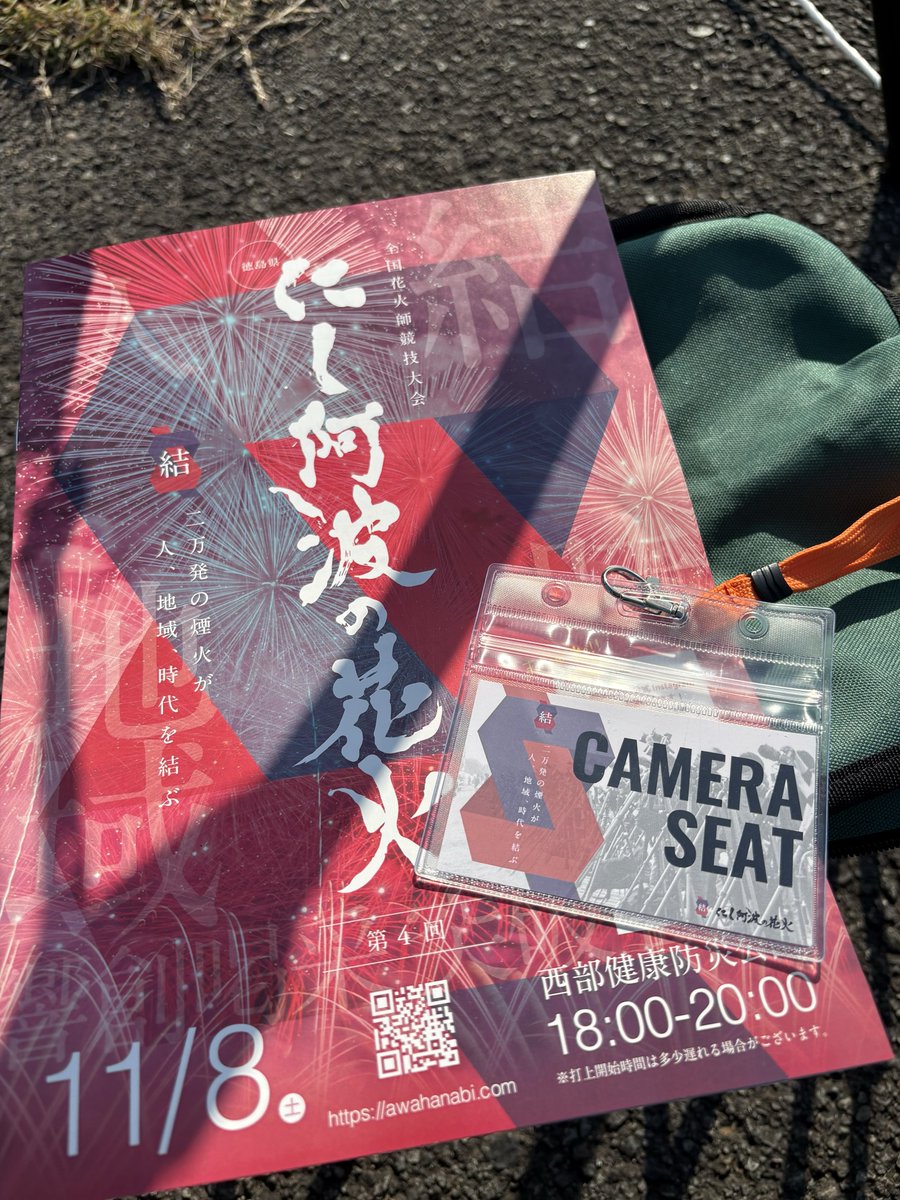 徳島県
全国花火師競技大会
にし阿波の花火
結
結
二万発の煙火が
人、地域、時代を結ぶ
地域
第4回
11/8
土
https://awahanabi.com
西部健康防災
18:00-20:00
※打上開始時間は多少遅れる場合がございます。
結
二万発の煙火が
人、地域、時代を結ぶ
CAMERA
SEAT
結
にし阿波の花火